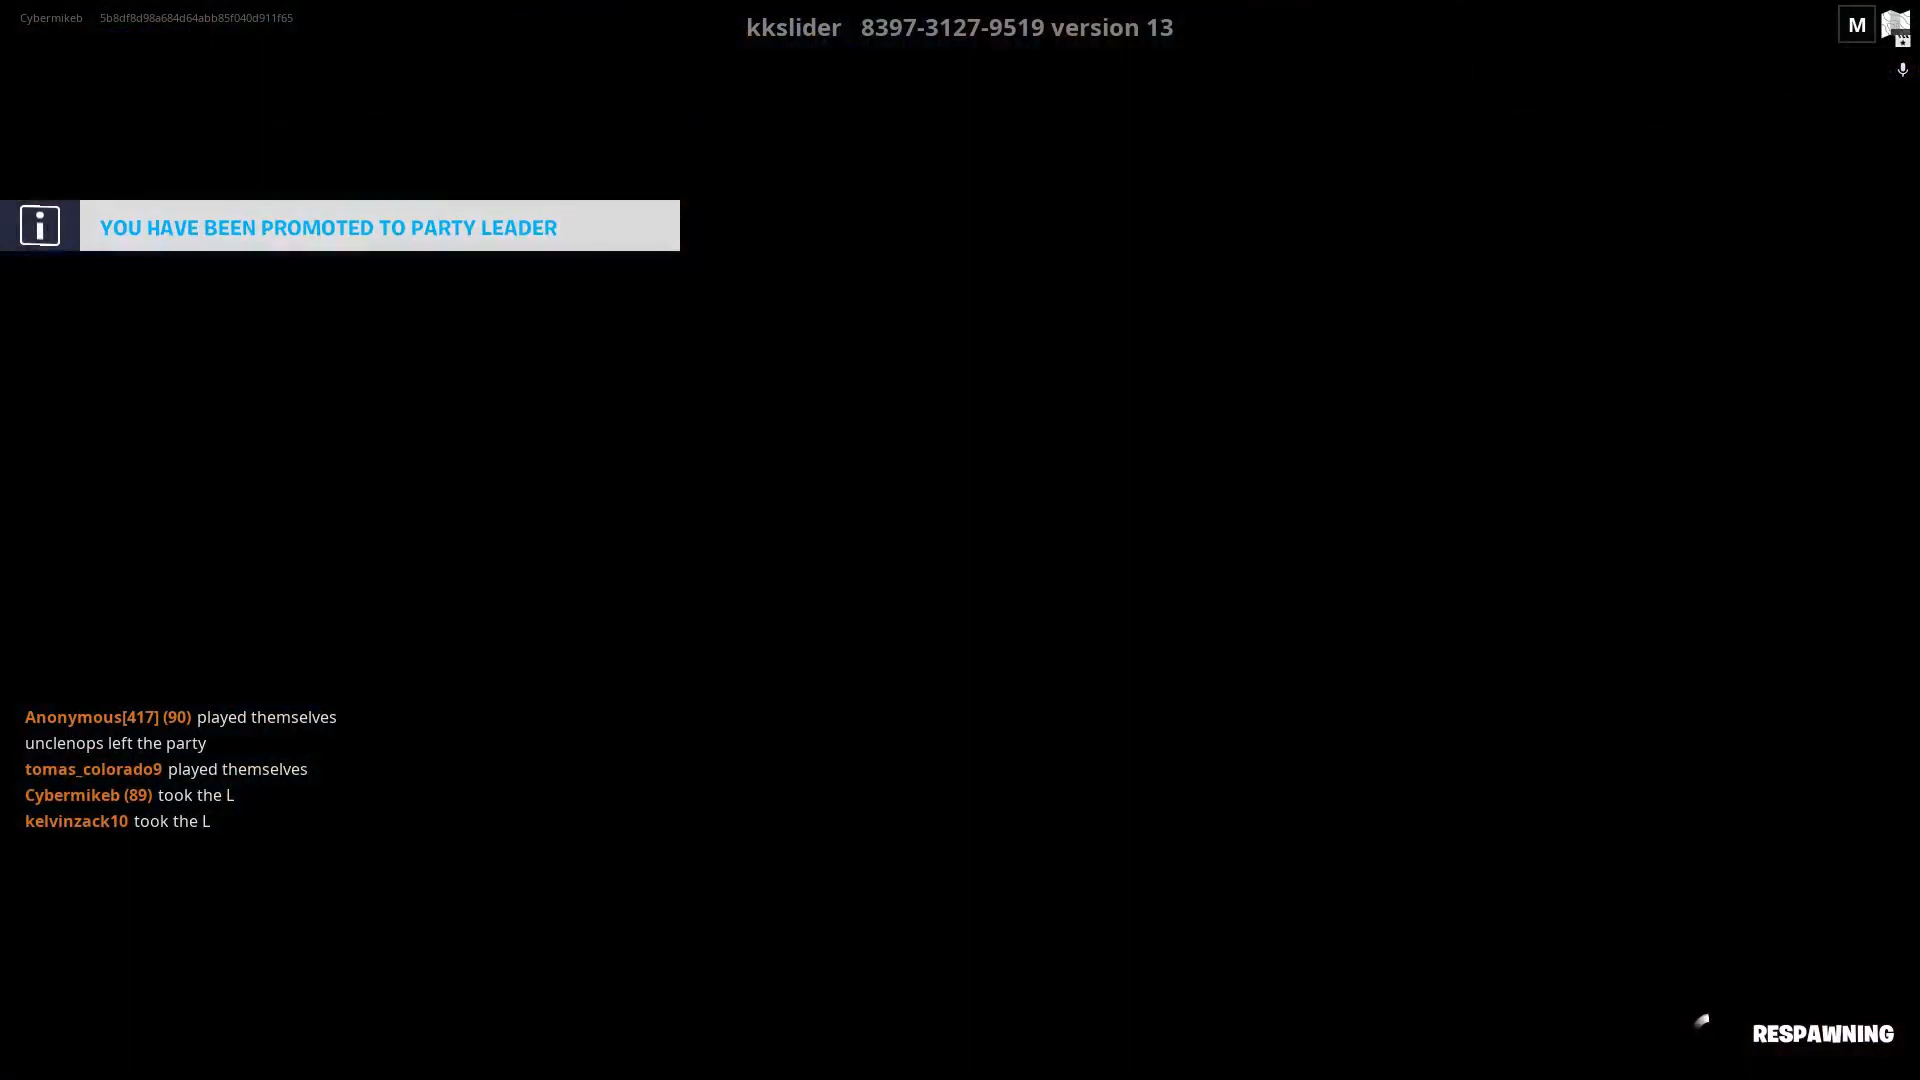 Cybermikeb 5b8df8d98a684d64abb85f040d911f65
kkslider 8397-3127-9519 version 13
M
YOU HAVE BEEN PROMOTED TO PARTY LEADER
Anonymous[417] (90) played themselves
unclenops left the party
tomas_colorado9 played themselves
Cybermikeb (89) took the L
kelvinzack10 took the L
RESPAWNING